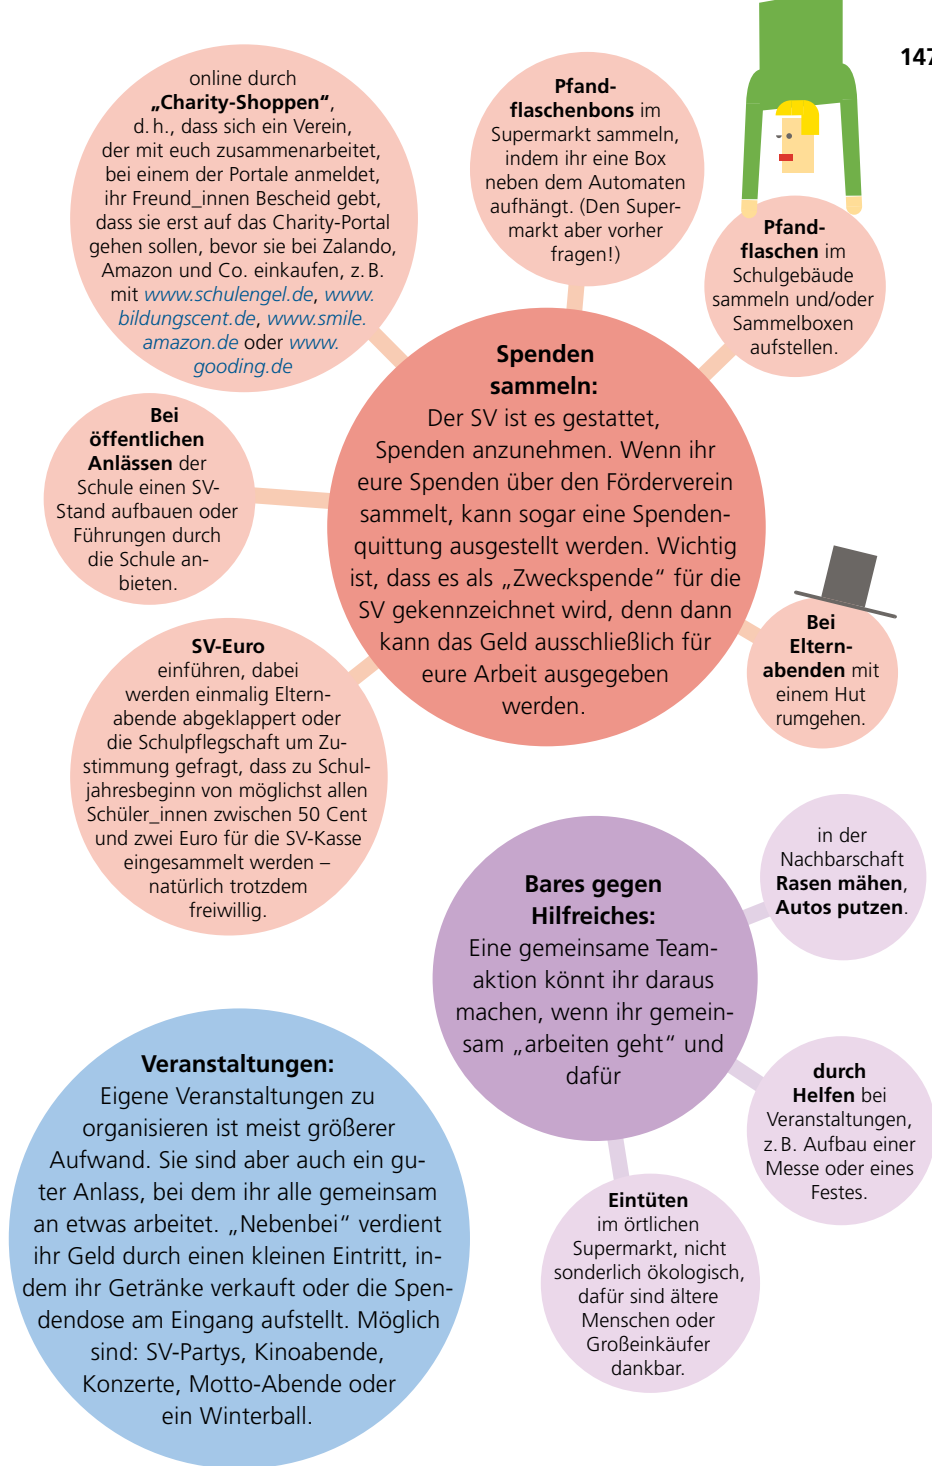 147
online durch
„Charity-Shoppen“,
d. h., dass sich ein Verein,
der mit euch zusammenarbeitet,
bei einem der Portale anmeldet,
ihr Freund_innen Bescheid gebt,
dass sie erst auf das Charity-Portal
gehen sollen, bevor sie bei Zalando,
Amazon und Co. einkaufen, z. B.
mit www.schulengel.de, www.
bildungscent.de, www.smile.
amazon.de oder www.
gooding.de
Pfand-
flaschenbons im
Supermarkt sammeln,
indem ihr eine Box
neben dem Automaten
aufhängt. (Den Super-
markt aber vorher
fragen!)
Pfand-
flaschen im
Schulgebäude
sammeln und/oder
Sammelboxen
aufstellen.
Spenden
sammeln:
Der SV ist es gestattet,
Spenden anzunehmen. Wenn ihr
eure Spenden über den Förderverein
sammelt, kann sogar eine Spenden-
quittung ausgestellt werden. Wichtig
ist, dass es als „Zweckspende“ für die
SV gekennzeichnet wird, denn dann
kann das Geld ausschließlich für
eure Arbeit ausgegeben
werden.
Bei
öffentlichen
Anlässen der
Schule einen SV-
Stand aufbauen oder
Führungen durch
die Schule an-
bieten.
Bei
Eltern-
abenden mit
einem Hut
rumgehen.
SV-Euro
einführen, dabei
werden einmalig Eltern-
abende abgeklappert oder
die Schulpflegschaft um Zu-
stimmung gefragt, dass zu Schul-
jahresbeginn von möglichst allen
Schüler_innen zwischen 50 Cent
und zwei Euro für die SV-Kasse
eingesammelt werden –
natürlich trotzdem
freiwillig.
Bares gegen
Hilfreiches:
Eine gemeinsame Team-
aktion könnt ihr daraus
machen, wenn ihr gemein-
sam „arbeiten geht“ und
dafür
in der
Nachbarschaft
Rasen mähen,
Autos putzen.
durch
Helfen bei
Veranstaltungen,
z. B. Aufbau einer
Messe oder eines
Festes.
Eintüten
im örtlichen
Supermarkt, nicht
sonderlich ökologisch,
dafür sind ältere
Menschen oder
Großeinkäufer
dankbar.
Veranstaltungen:
Eigene Veranstaltungen zu
organisieren ist meist größerer
Aufwand. Sie sind aber auch ein gu-
ter Anlass, bei dem ihr alle gemeinsam
an etwas arbeitet. „Nebenbei“ verdient
ihr Geld durch einen kleinen Eintritt, in-
dem ihr Getränke verkauft oder die Spen-
dendose am Eingang aufstellt. Möglich
sind: SV-Partys, Kinoabende,
Konzerte, Motto-Abende oder
ein Winterball.